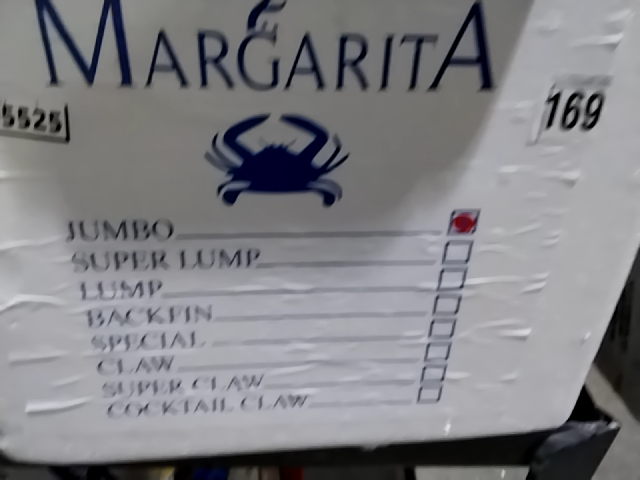 MARGARITA
5525
169
JUMBO
SUPER LUMP
LUMP
BACKFIN
SPECIAL
CLAW
SUPER CLAW
COCKTAIL CLAW